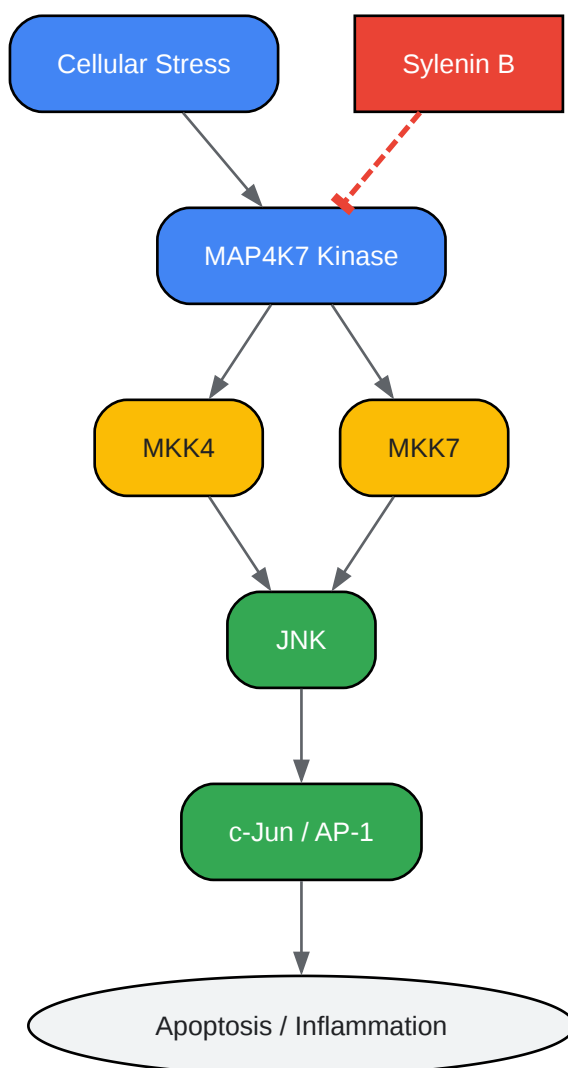 Cellular Stress
Sylenin B
MAP4K7 Kinase
MKK4
MKK7
JNK
c-Jun / AP-1
Apoptosis / Inflammation